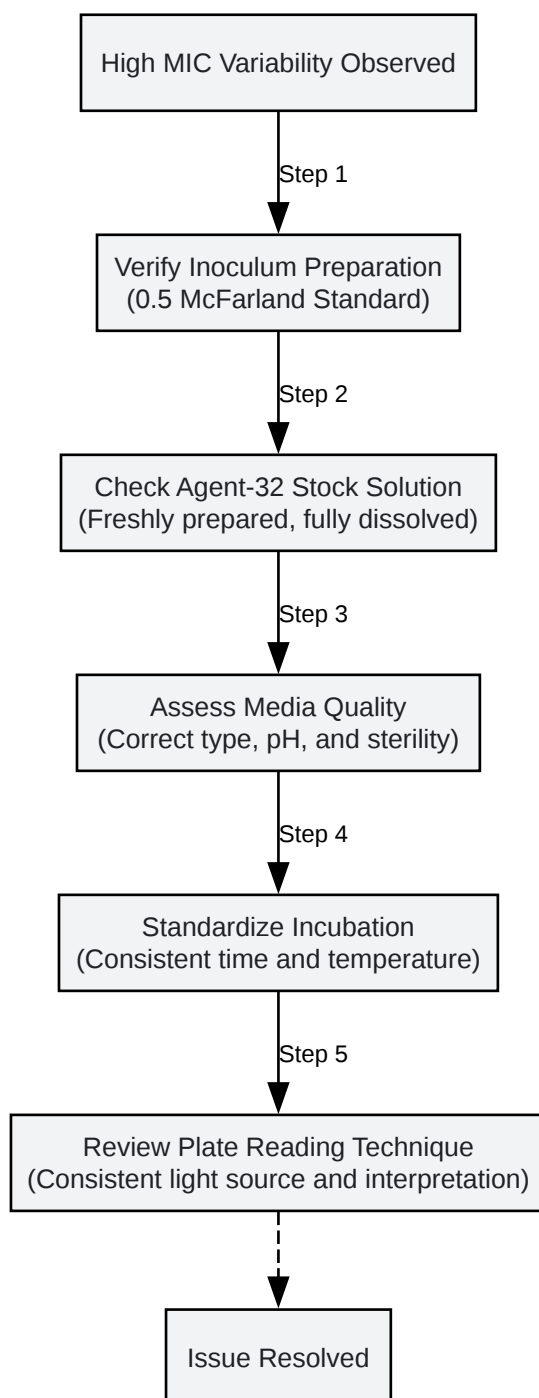 High MIC Variability Observed
Step 1
Verify Inoculum Preparation
(0.5 McFarland Standard)
Step 2
Check Agent-32 Stock Solution
(Freshly prepared, fully dissolved)
Step 3
Assess Media Quality
(Correct type, pH, and sterility)
Step 4
Standardize Incubation
(Consistent time and temperature)
Step 5
Review Plate Reading Technique
(Consistent light source and interpretation)
Issue Resolved